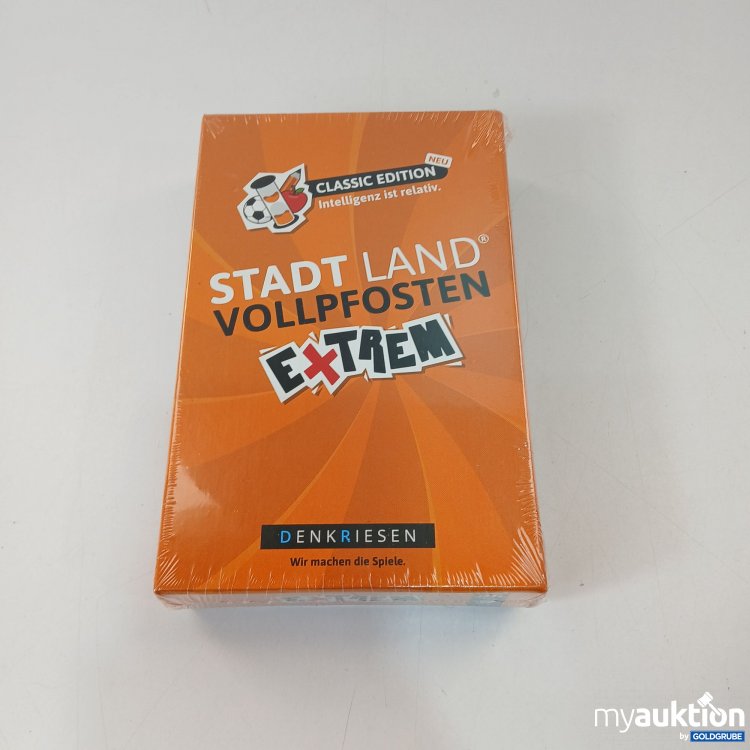 NEU
CLASSIC EDITION
Intelligenz ist relativ.
STADT LAND®
VOLLPFOSTEN
EXTREM
DENKRIESEN
Wir machen die Spiele.
myauktion
by GOLDGRUBE